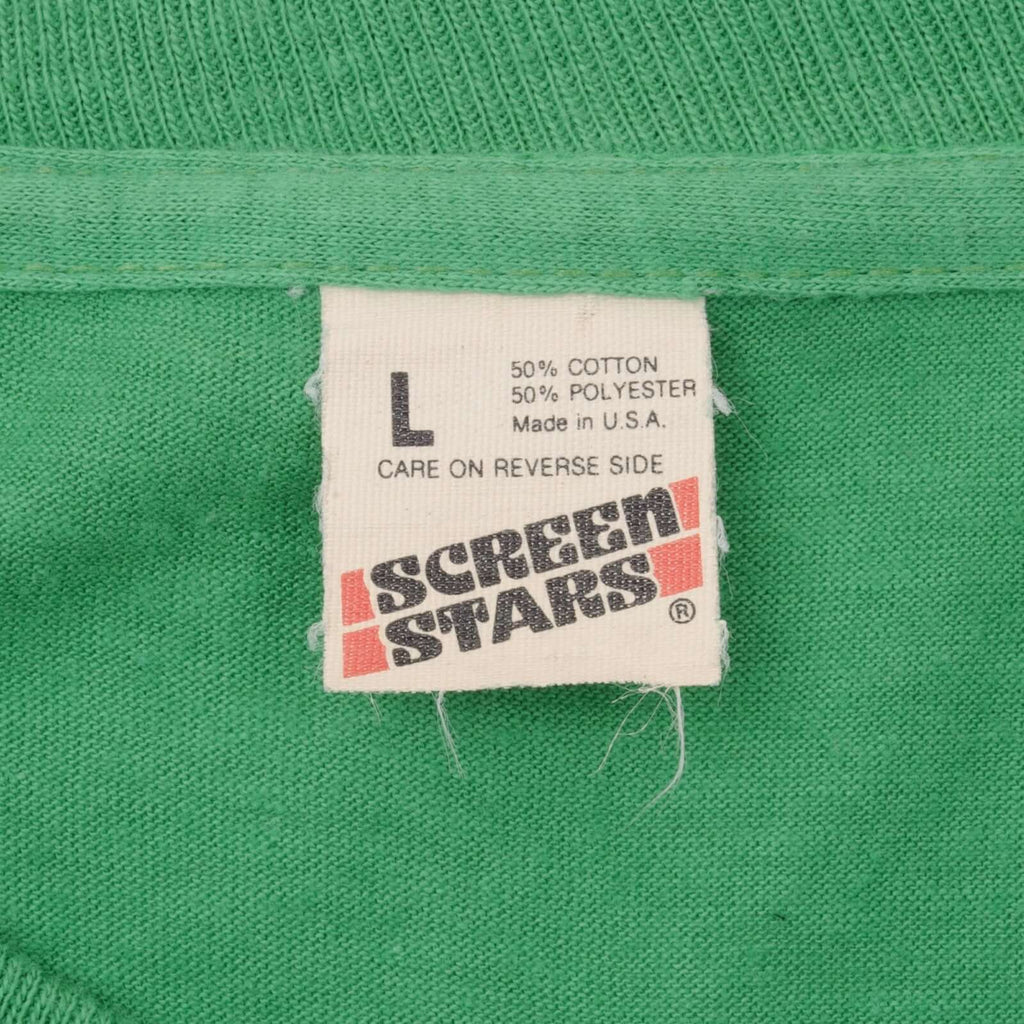 L
50% COTTON
50% POLYESTER
Made in U.S.A.
CARE ON REVERSE SIDE
SCREEN
STARS
®